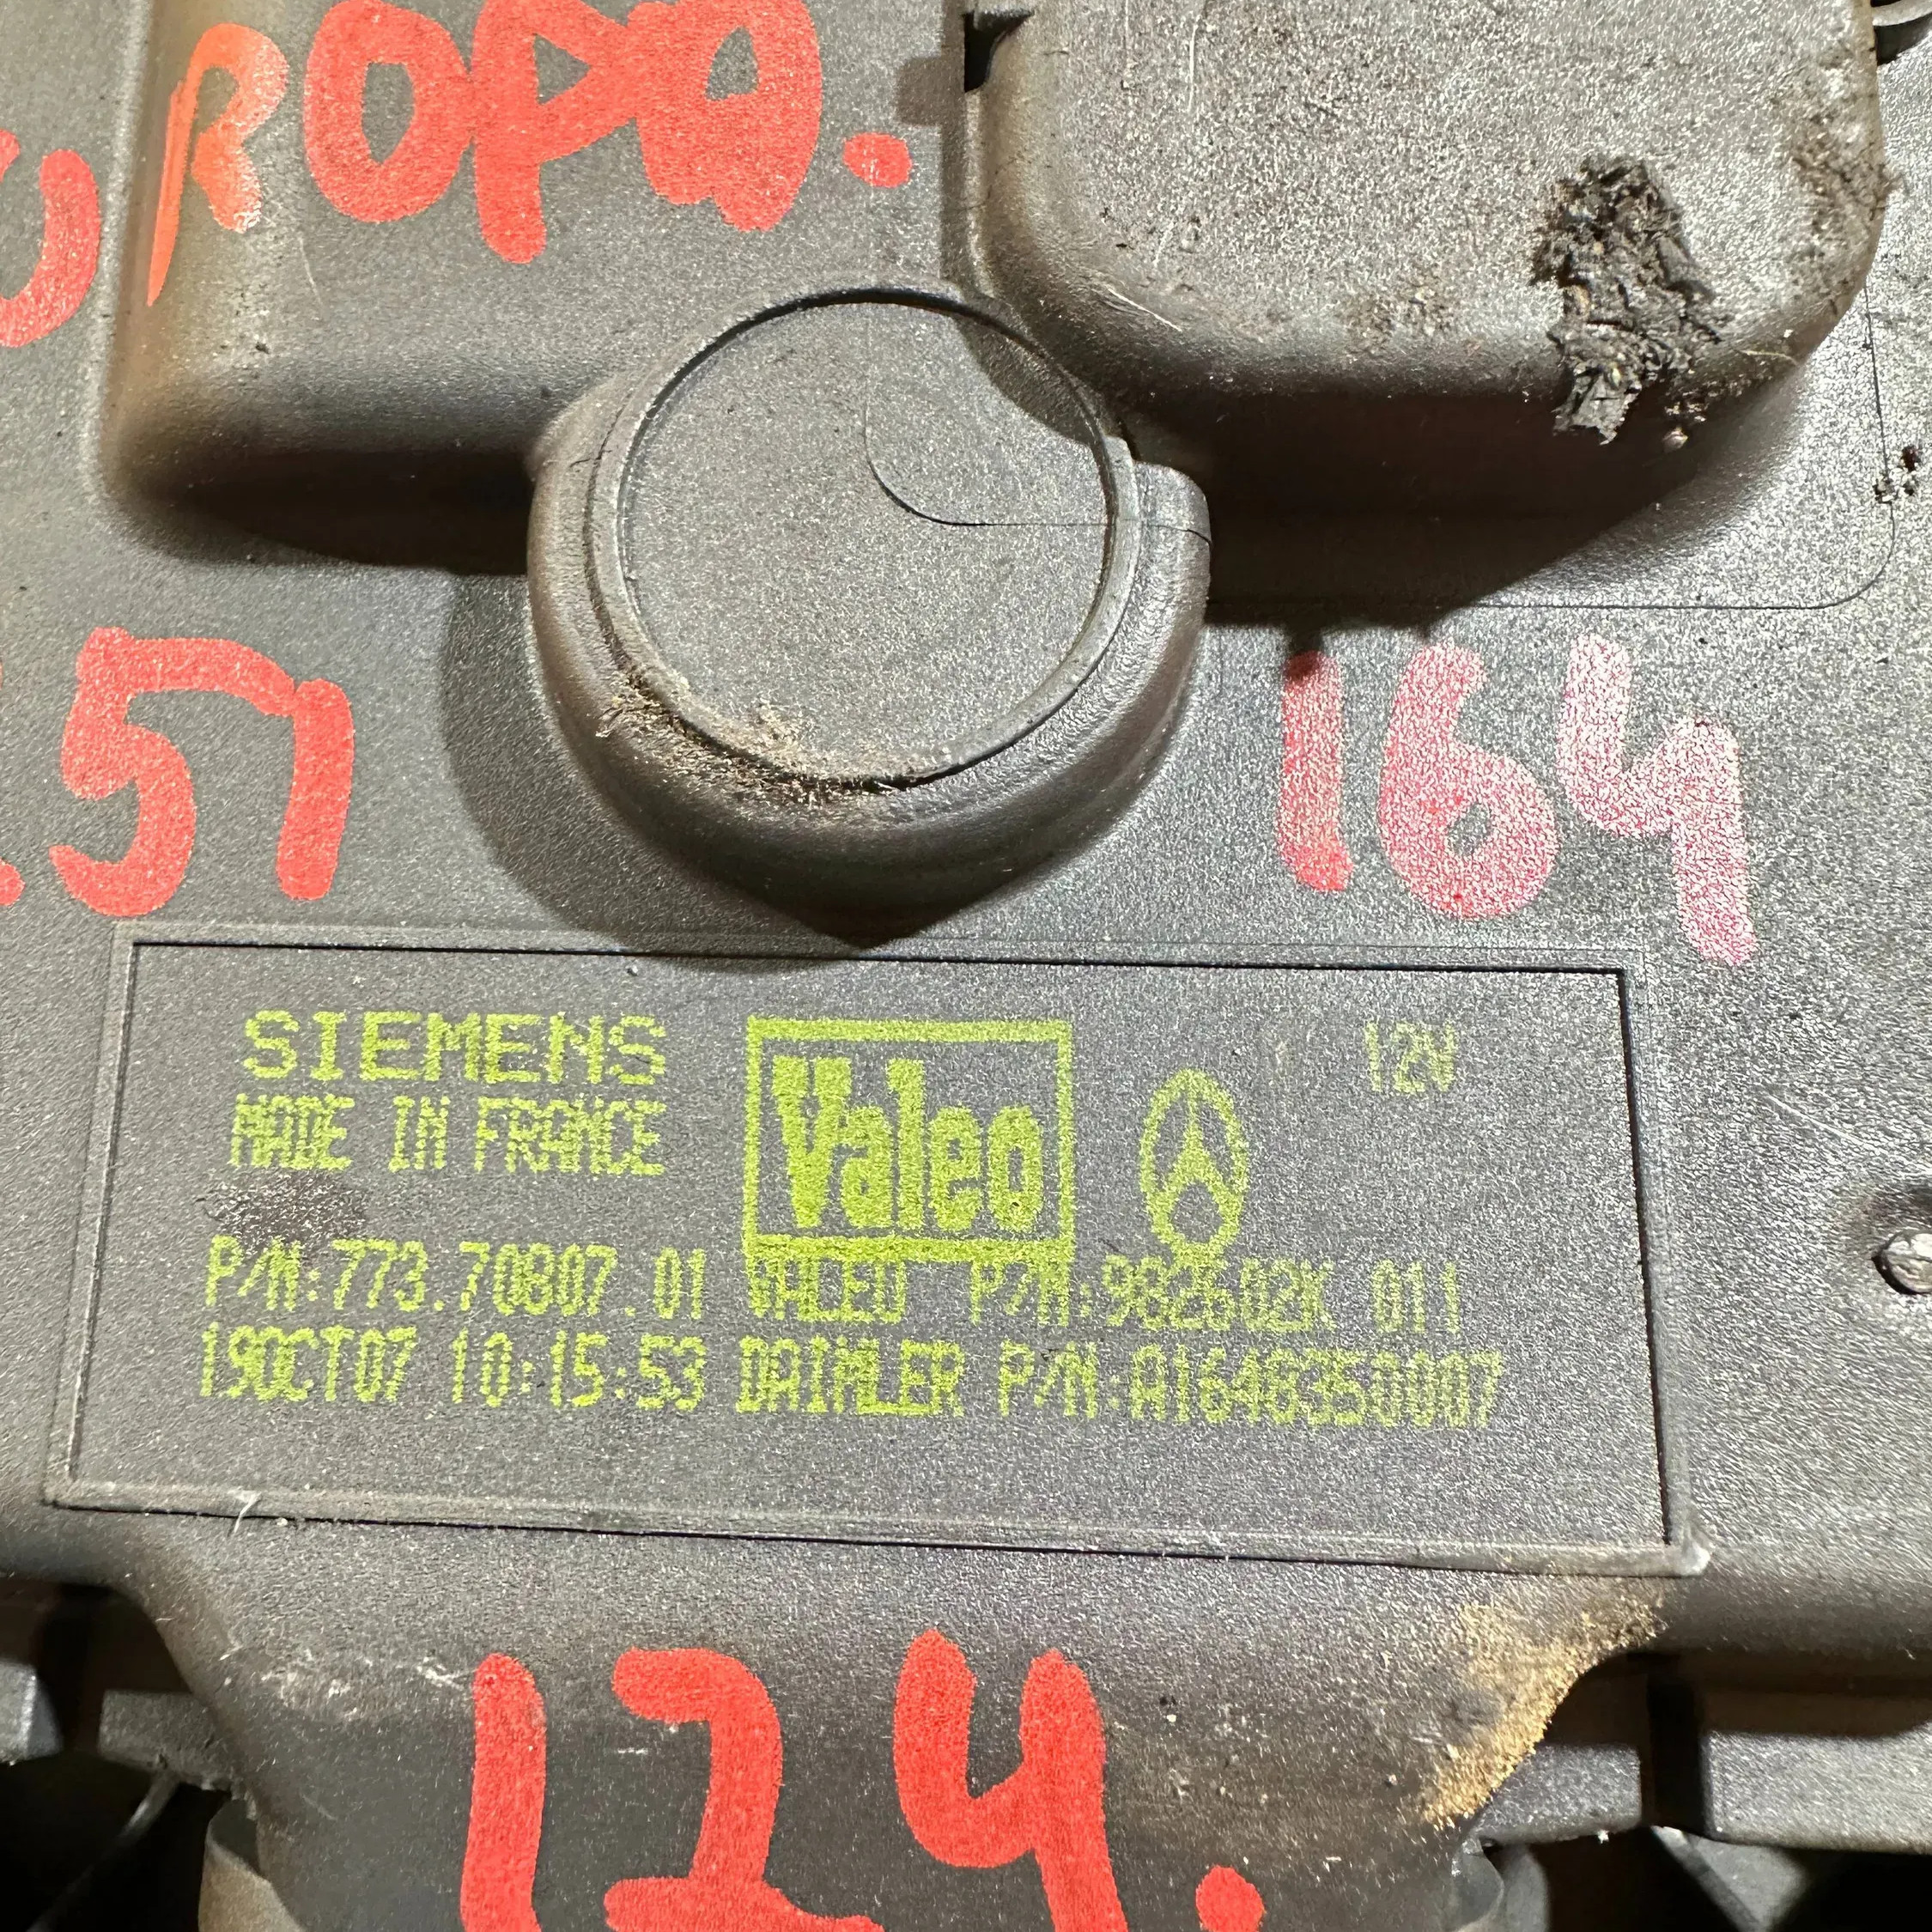 ROPA.
51
164
SIEMENS
MADE IN FRANCE
Valeo
12V
P/N:773.70807.01 VALEO P/N:982602K 011
19OCT07 10:15:53 DAIMLER P/N:A1648350007
124.